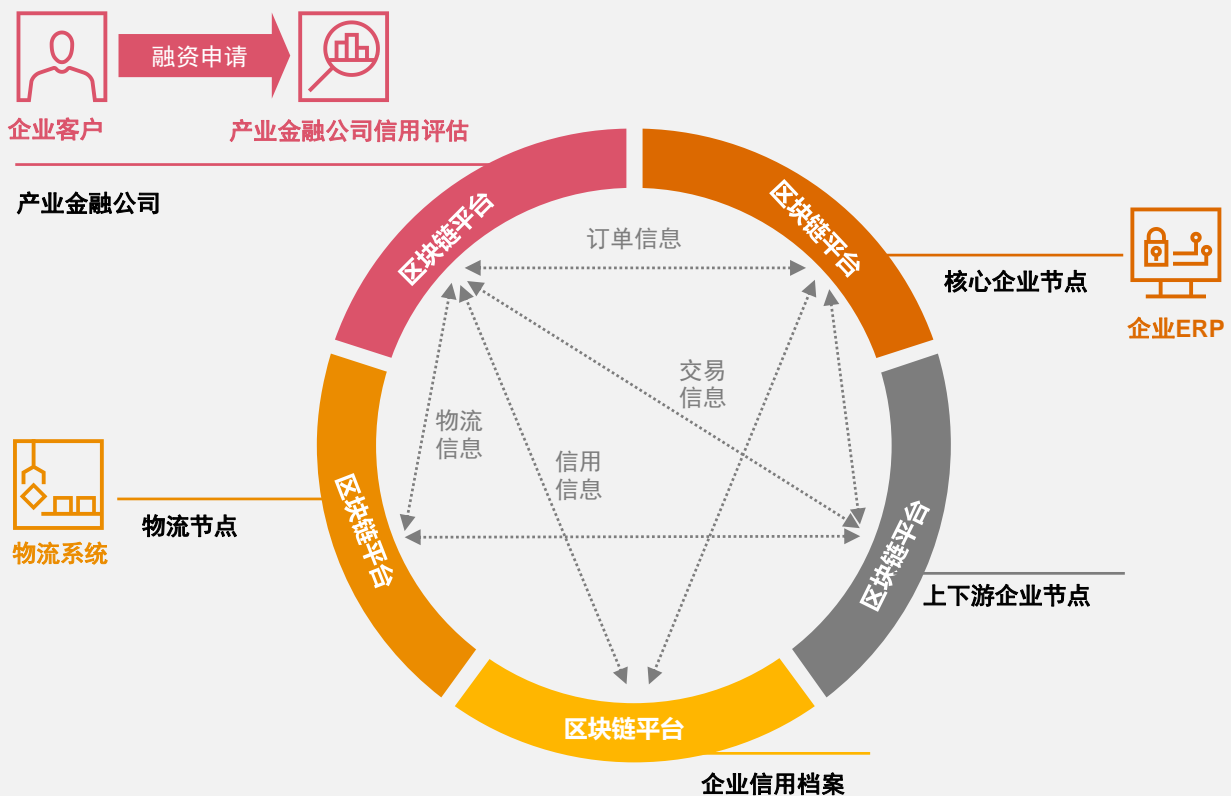 融资申请
企业客户
产业金融公司信用评估
产业金融公司
区块链平台
区块链平台
订单信息
核心企业节点
企业ERP
交易
信息
物流
信息
信用
信息
物流节点
物流系统
区块链平台
区块链平台
上下游企业节点
区块链平台
企业信用档案